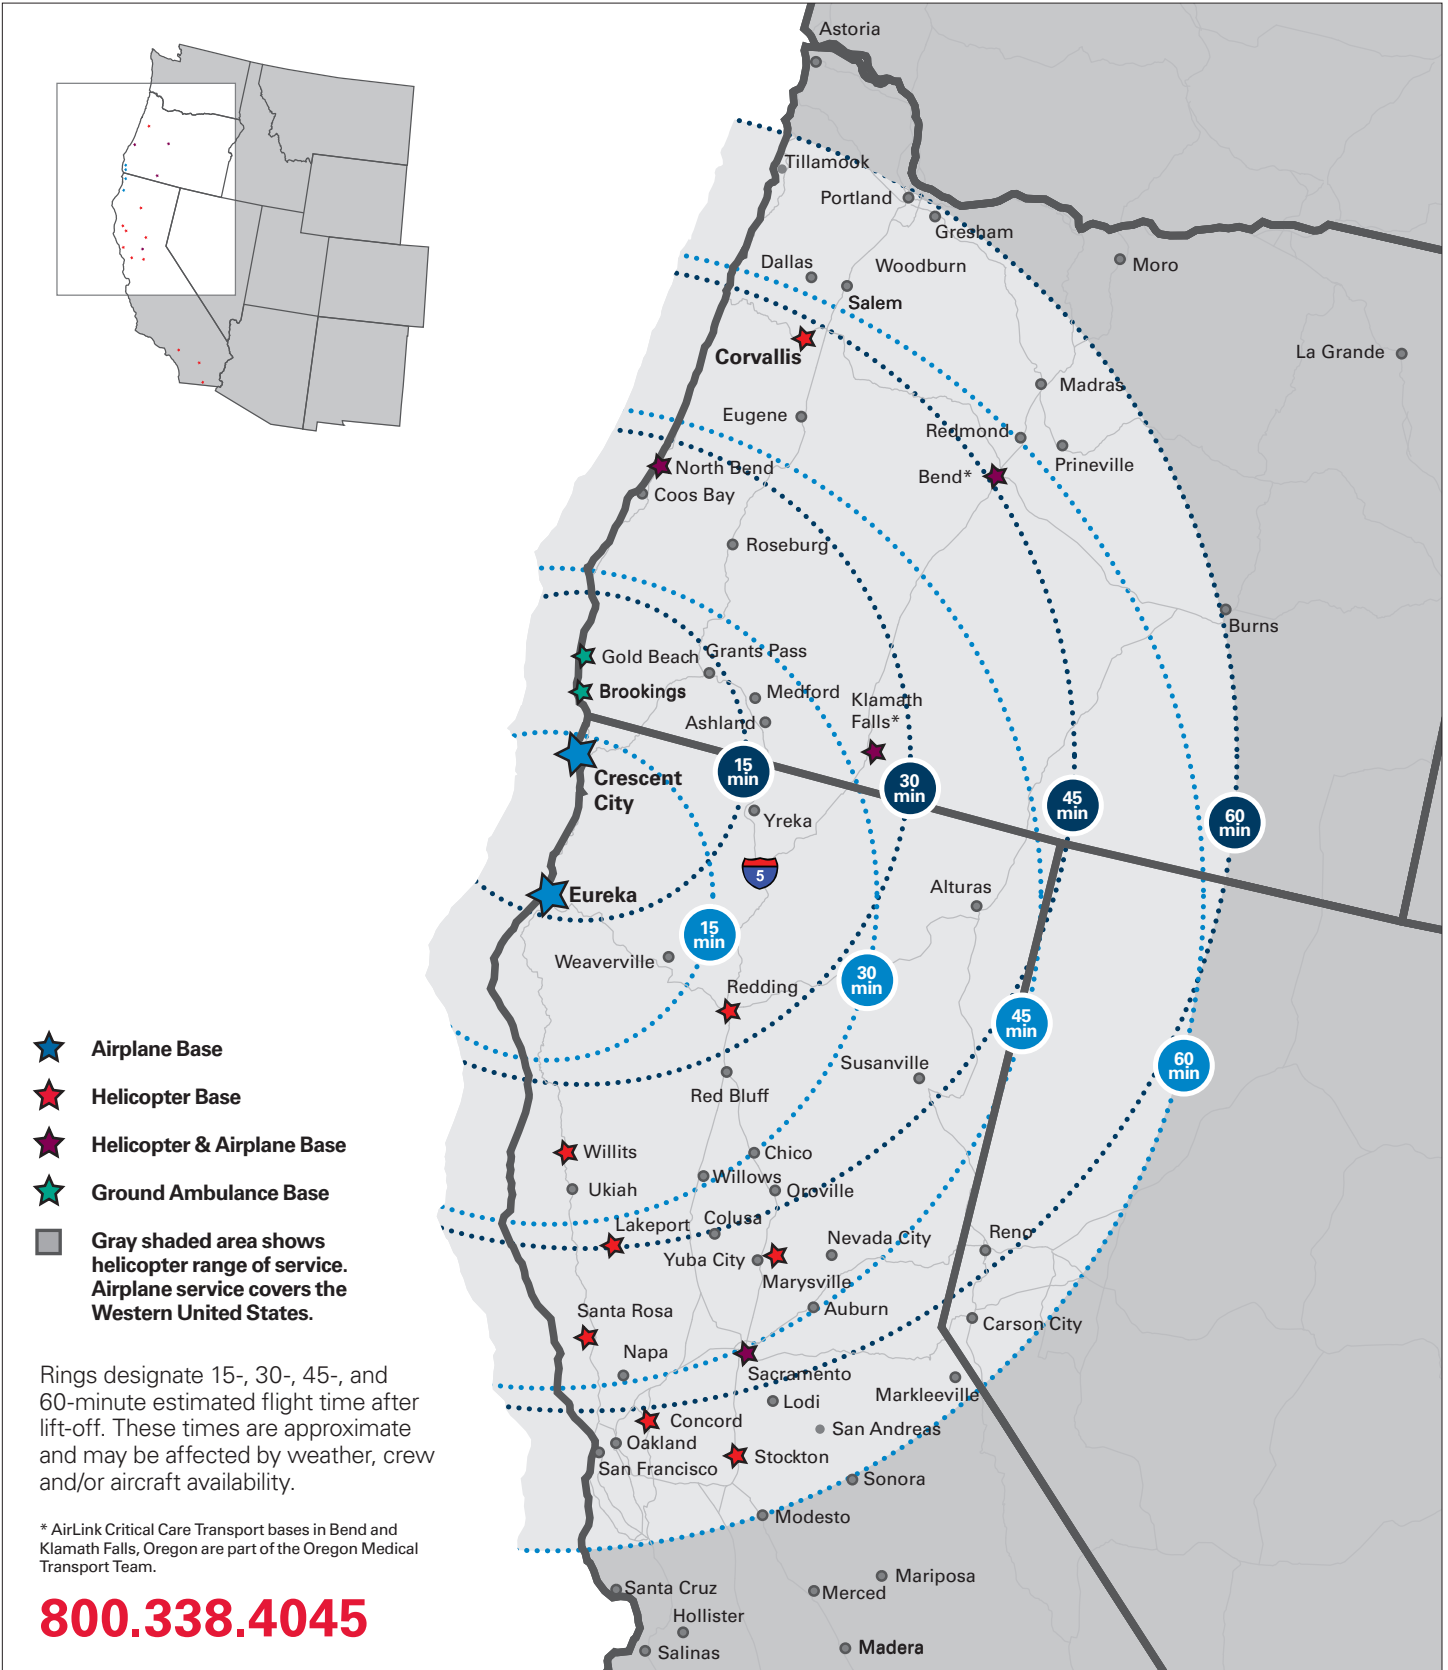 Astoria
Tillamook
Portland
Gresham
Dallas
Woodburn
Moro
Salem
Corvallis
La Grande
Madras
Eugene
Redmond
Prineville
North Bend
Bend*
Coos Bay
Roseburg
Burns
Gold Beach
Grants Pass
Brookings
Medford
Klamath
Falls*
Ashland
Crescent
City
15
min
30
min
45
min
60
min
Yreka
5
Eureka
Alturas
15
min
Weaverville
30
min
Redding
45
min
60
min
Susanville
Red Bluff
Willits
Chico
Willows
Ukiah
Oroville
Lakeport
Colusa
Reno
Nevada City
Yuba City
Marysville
Santa Rosa
Auburn
Carson City
Napa
Sacramento
Markleeville
Lodi
Concord
San Andreas
Oakland
San Francisco
Stockton
Sonora
Modesto
Mariposa
Santa Cruz
Merced
Hollister
Salinas
Madera
Airplane Base
Helicopter Base
Helicopter & Airplane Base
Ground Ambulance Base
Gray shaded area shows
helicopter range of service.
Airplane service covers the
Western United States.
Rings designate 15-, 30-, 45-, and
60-minute estimated flight time after
lift-off. These times are approximate
and may be affected by weather, crew
and/or aircraft availability.
* AirLink Critical Care Transport bases in Bend and
Klamath Falls, Oregon are part of the Oregon Medical
Transport Team.
800.338.4045